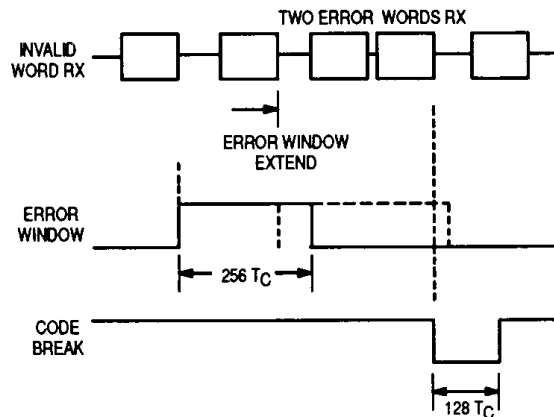 TWO ERROR WORDS RX
INVALID
WORD RX
ERROR WINDOW
EXTEND
ERROR
WINDOW
256 TC
CODE
BREAK
128 TC